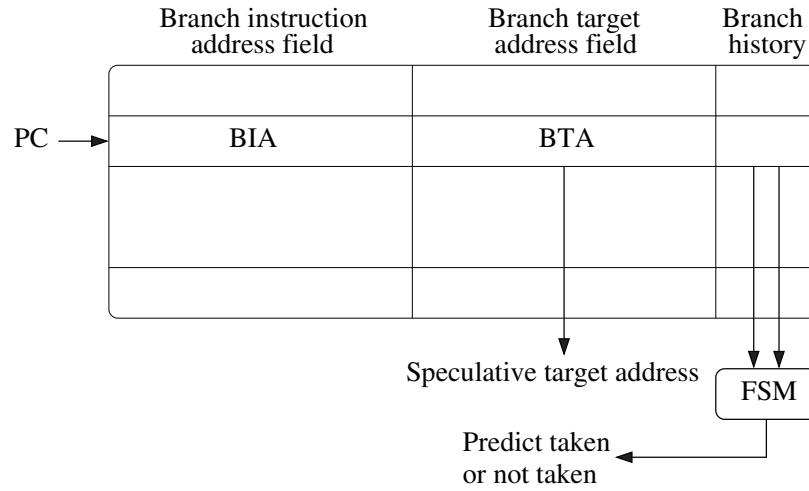 Branch instruction
address field
Branch target
address field
Branch
history
PC
BIA
BTA
Speculative target address
FSM
Predict taken
or not taken